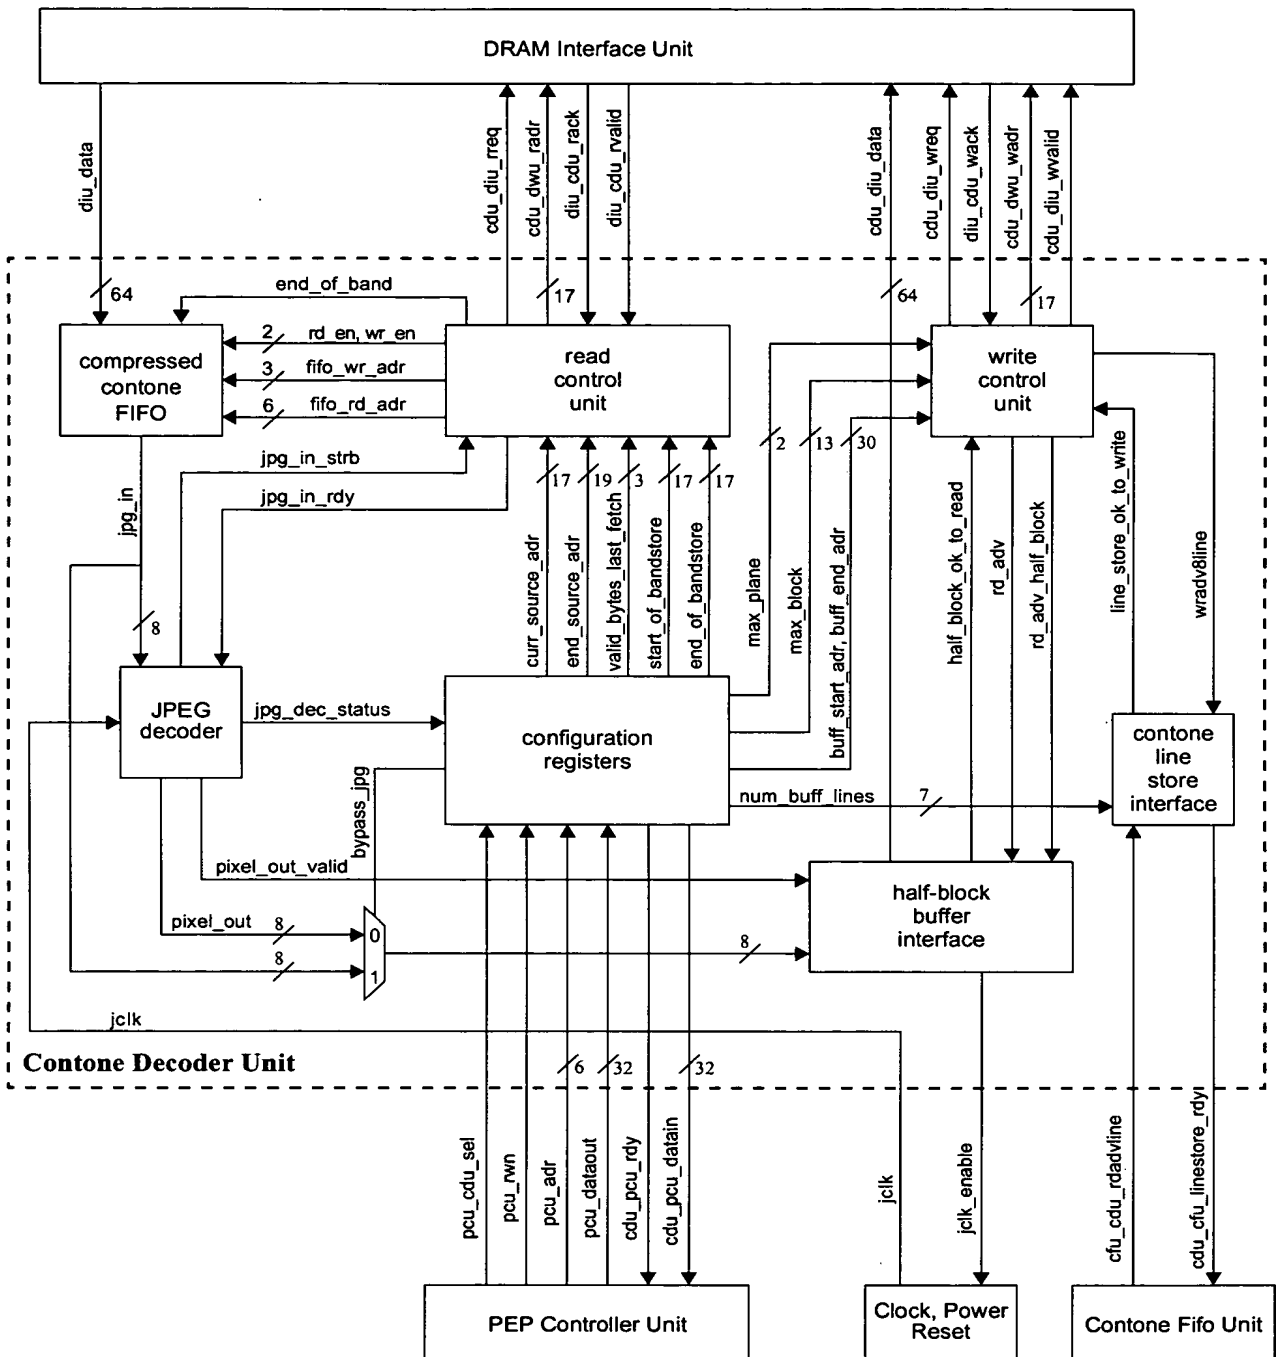 DRAM Interface Unit
diu_data
cdu_diu_rreq
cdu_dwu_radr
diu_cdu_rack
diu_cdu_rvalid
cdu_diu_data
cdu_diu_wreq
diu_cdu_wack
cdu_dwu_wadr
cdu_diu_wvalid
64
end_of_band
17
64
17
compressed
contone
FIFO
2
rd_en, wr_en
3
fifo_wr_adr
6
fifo_rd_adr
read
control
unit
write
control
unit
jpg_in
jpg_in_strb
jpg_in_rdy
8
17
19
3
17
17
curr_source_adr
end_source_adr
valid_bytes_last_fetch
start_of_bandstore
end_of_bandstore
2
13
30
max_plane
max_block
buff_start_adr, buff_end_adr
half_block_ok_to_read
rd_adv
rd_adv_half_block
line_store_ok_to_write
wradv8line
JPEG
decoder
jpg_dec_status
configuration
registers
contone
line
store
interface
bypass_jpg
num_buff_lines
7
pixel_out_valid
pixel_out
8
0
8
1
8
half-block
buffer
interface
jclk
Contone Decoder Unit
6
32
32
pcu_cdu_sel
pcu_rwn
pcu_adr
pcu_dataout
cdu_pcu_rdy
cdu_pcu_datain
jclk
jclk_enable
cfu_cdu_rdadvline
cdu_cfu_linestore_rdy
PEP Controller Unit
Clock, Power
Reset
Contone Fifo Unit